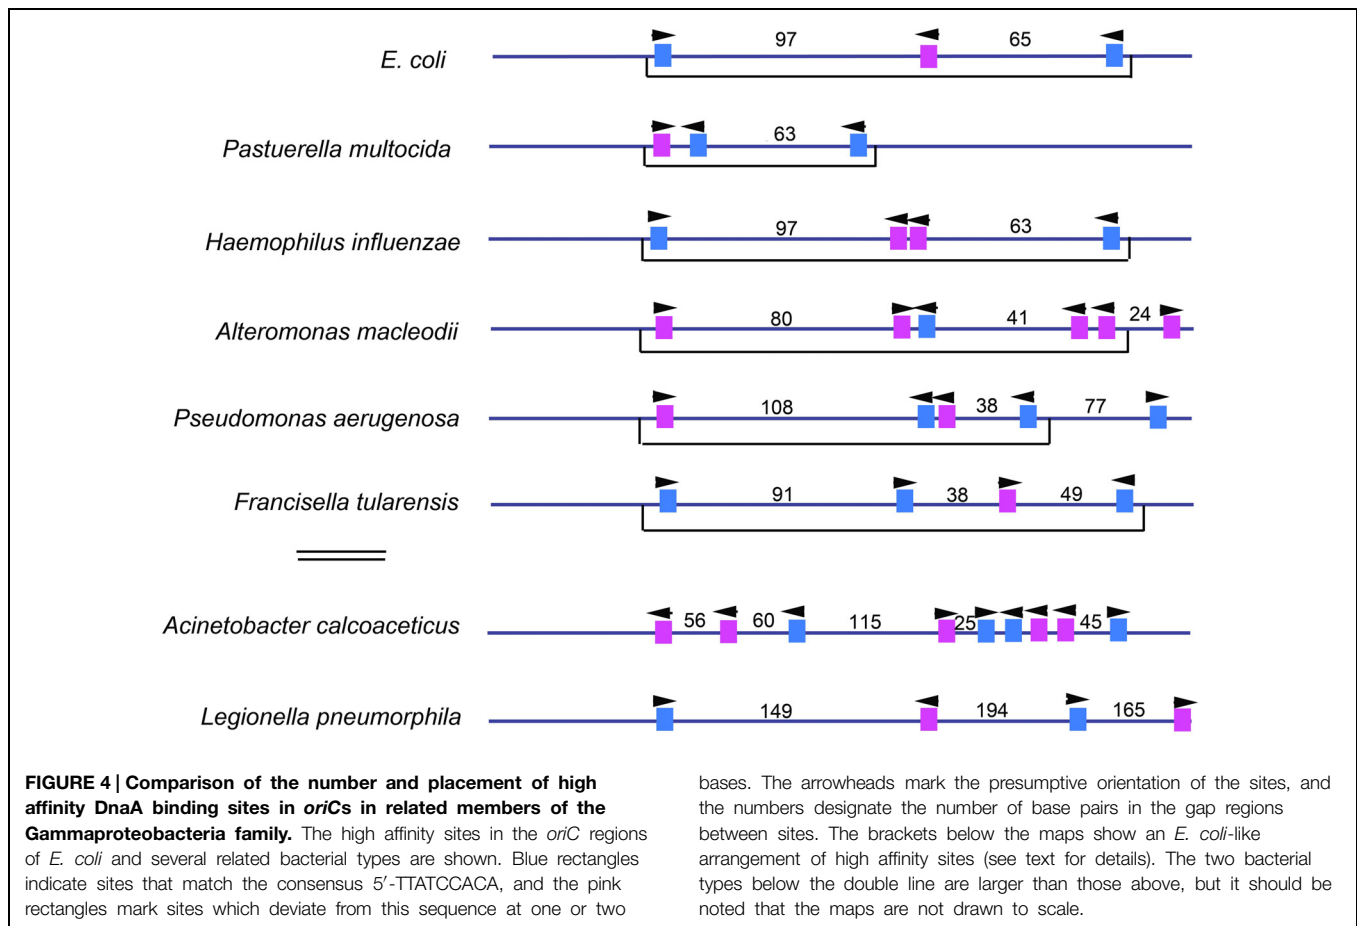 97 65
E. coli
63
Pastuerella multocida
97 63
Haemophilus influenzae
80 41 24
Alteromonas macleodii
108 38 77
Pseudomonas aerugenosa
91 38 49
Francisella tularensis
56 60 115 25 45
Acinetobacter calcoaceticus
149 194 165
Legionella pneumorphila
FIGURE 4 | Comparison of the number and placement of high
affinity DnaA binding sites in oriCs in related members of the
Gammaproteobacteria family. The high affinity sites in the oriC regions
of E. coli and several related bacterial types are shown. Blue rectangles
indicate sites that match the consensus 5′-TTATCCACA, and the pink
rectangles mark sites which deviate from this sequence at one or two
bases. The arrowheads mark the presumptive orientation of the sites, and
the numbers designate the number of base pairs in the gap regions
between sites. The brackets below the maps show an E. coli-like
arrangement of high affinity sites (see text for details). The two bacterial
types below the double line are larger than those above, but it should be
noted that the maps are not drawn to scale.